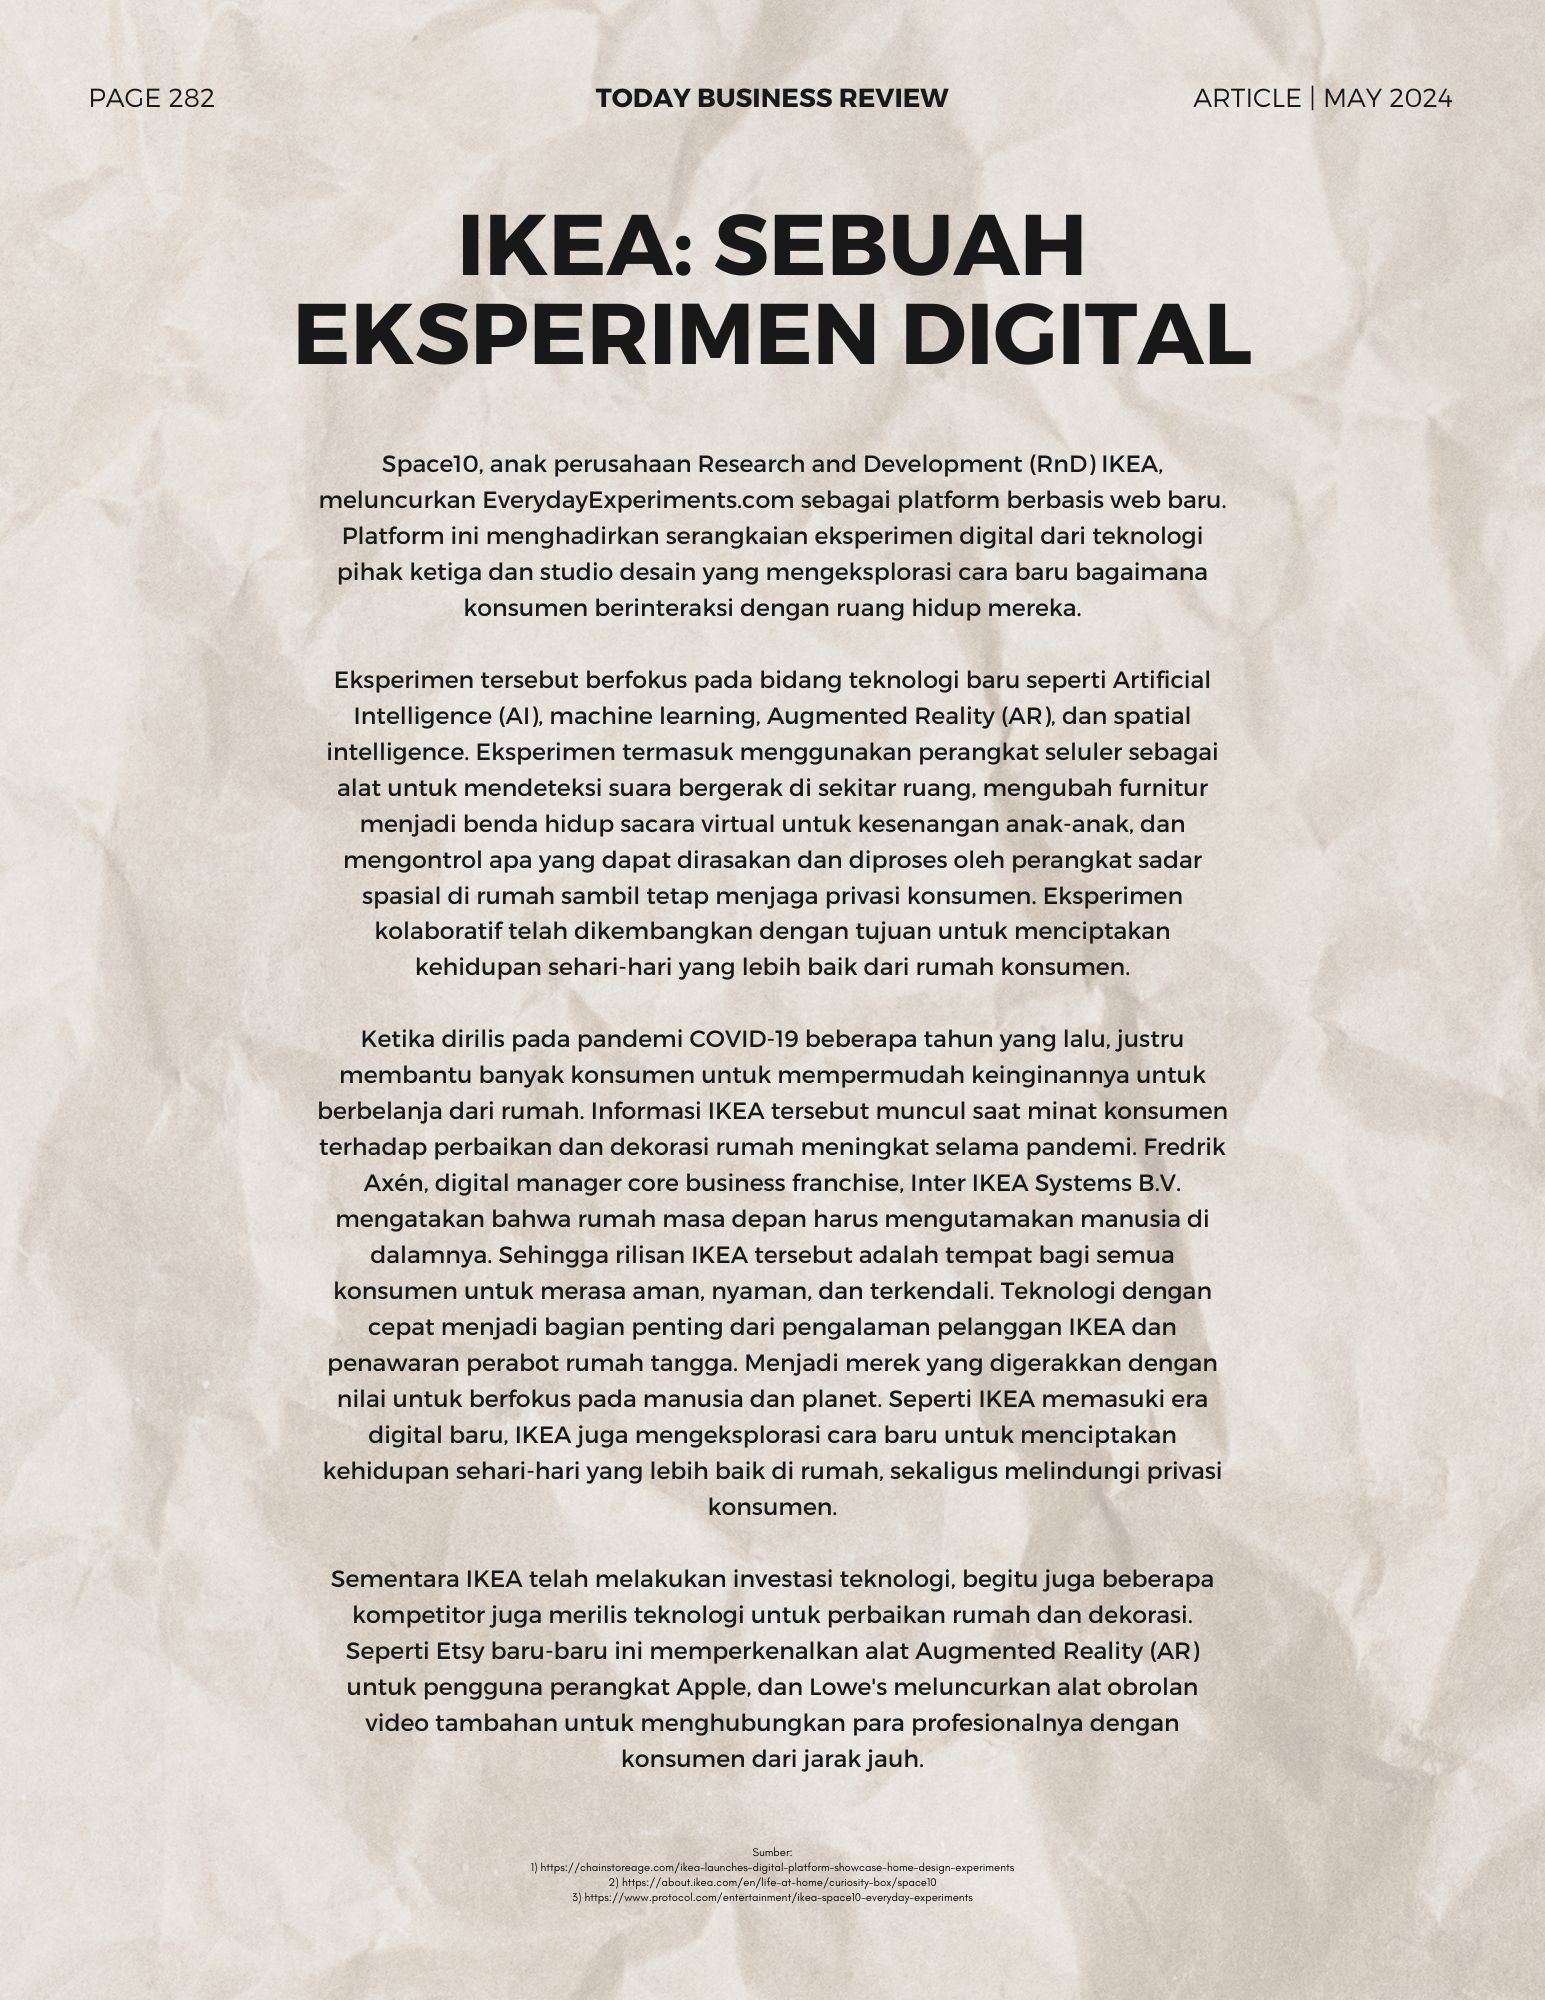 PAGE 282
TODAY BUSINESS REVIEW
ARTICLE | MAY 2024
IKEA: SEBUAH
EKSPERIMEN DIGITAL
Space10, anak perusahaan Research and Development (RnD) IKEA,
meluncurkan EverydayExperiments.com sebagai platform berbasis web baru.
Platform ini menghadirkan serangkaian eksperimen digital dari teknologi
pihak ketiga dan studio desain yang mengeksplorasi cara baru bagaimana
konsumen berinteraksi dengan ruang hidup mereka.
Eksperimen tersebut berfokus pada bidang teknologi baru seperti Artificial
Intelligence (AI), machine learning, Augmented Reality (AR), dan spatial
intelligence. Eksperimen termasuk menggunakan perangkat seluler sebagai
alat untuk mendeteksi suara bergerak di sekitar ruang, mengubah furnitur
menjadi benda hidup sacara virtual untuk kesenangan anak-anak, dan
mengontrol apa yang dapat dirasakan dan diproses oleh perangkat sadar
spasial di rumah sambil tetap menjaga privasi konsumen. Eksperimen
kolaboratif telah dikembangkan dengan tujuan untuk menciptakan
kehidupan sehari-hari yang lebih baik dari rumah konsumen.
Ketika dirilis pada pandemi COVID-19 beberapa tahun yang lalu, justru
membantu banyak konsumen untuk mempermudah keinginannya untuk
berbelanja dari rumah. Informasi IKEA tersebut muncul saat minat konsumen
terhadap perbaikan dan dekorasi rumah meningkat selama pandemi. Fredrik
Axén, digital manager core business franchise, Inter IKEA Systems B.V.
mengatakan bahwa rumah masa depan harus mengutamakan manusia di
dalamnya. Sehingga rilisan IKEA tersebut adalah tempat bagi semua
konsumen untuk merasa aman, nyaman, dan terkendali. Teknologi dengan
cepat menjadi bagian penting dari pengalaman pelanggan IKEA dan
penawaran perabot rumah tangga. Menjadi merek yang digerakkan dengan
nilai untuk berfokus pada manusia dan planet. Seperti IKEA memasuki era
digital baru, IKEA juga mengeksplorasi cara baru untuk menciptakan
kehidupan sehari-hari yang lebih baik di rumah, sekaligus melindungi privasi
konsumen.
Sementara IKEA telah melakukan investasi teknologi, begitu juga beberapa
kompetitor juga merilis teknologi untuk perbaikan rumah dan dekorasi.
Seperti Etsy baru-baru ini memperkenalkan alat Augmented Reality (AR)
untuk pengguna perangkat Apple, dan Lowe's meluncurkan alat obrolan
video tambahan untuk menghubungkan para profesionalnya dengan
konsumen dari jarak jauh.
Sumber:
1) https://chainstoreage.com/ikea-launches-digital-platform-showcase-home-design-experiments
2) https://about.ikea.com/en/life-at-home/curiosity-box/space10
3) https://www.protocol.com/entertainment/ikea-space10-everyday-experiments